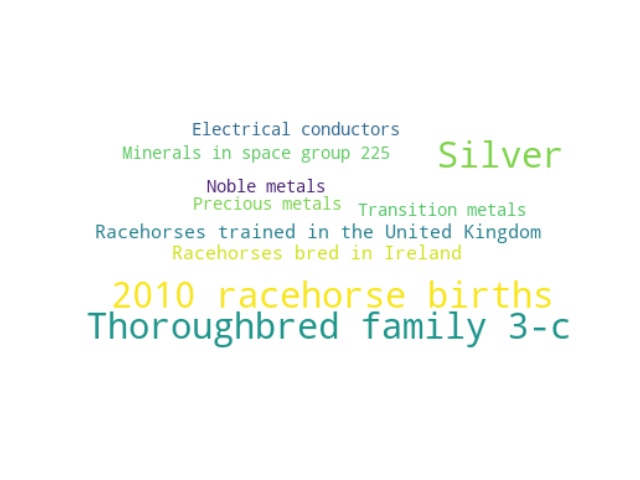 Electrical conductors
Minerals in space group 225
Silver
Noble metals
Precious metals
Transition metals
Racehorses trained in the United Kingdom
Racehorses bred in Ireland
2010 racehorse births
Thoroughbred family 3-c